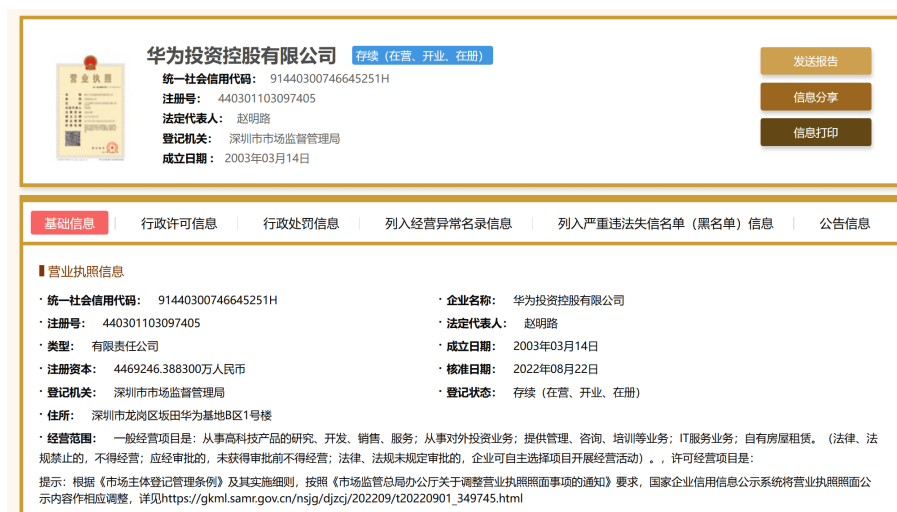 华为投资控股有限公司 存续（在营、开业、在册）
统一社会信用代码： 91440300746645251H
注册号： 440301103097405
法定代表人： 赵明路
登记机关： 深圳市市场监督管理局
成立日期： 2003年03月14日
营业执照
发送报告
信息分享
信息打印
基础信息 行政许可信息 行政处罚信息 列入经营异常名录信息 列入严重违法失信名单（黑名单）信息 公告信息
营业执照信息
· 统一社会信用代码： 91440300746645251H · 企业名称： 华为投资控股有限公司
· 注册号： 440301103097405 · 法定代表人： 赵明路
· 类型： 有限责任公司 · 成立日期： 2003年03月14日
· 注册资本： 4469246.388300万人民币 · 核准日期： 2022年08月22日
· 登记机关： 深圳市市场监督管理局 · 登记状态： 存续（在营、开业、在册）
· 住所： 深圳市龙岗区坂田华为基地B区1号楼
· 经营范围： 一般经营项目是：从事高科技产品的研究、开发、销售、服务；从事对外投资业务；提供管理、咨询、培训等业务；IT服务业务；自有房屋租赁。（法律、法
规禁止的，不得经营；应经审批的，未获得审批前不得经营；法律、法规未规定审批的，企业可自主选择项目开展经营活动）。，许可经营项目是：
提示：根据《市场主体登记管理条例》及其实施细则，按照《市场监管总局办公厅关于调整营业执照照面事项的通知》要求，国家企业信用信息公示系统将营业执照照面公
示内容作相应调整，详见https://gkml.samr.gov.cn/nsjg/djzcj/202209/t20220901_349745.html